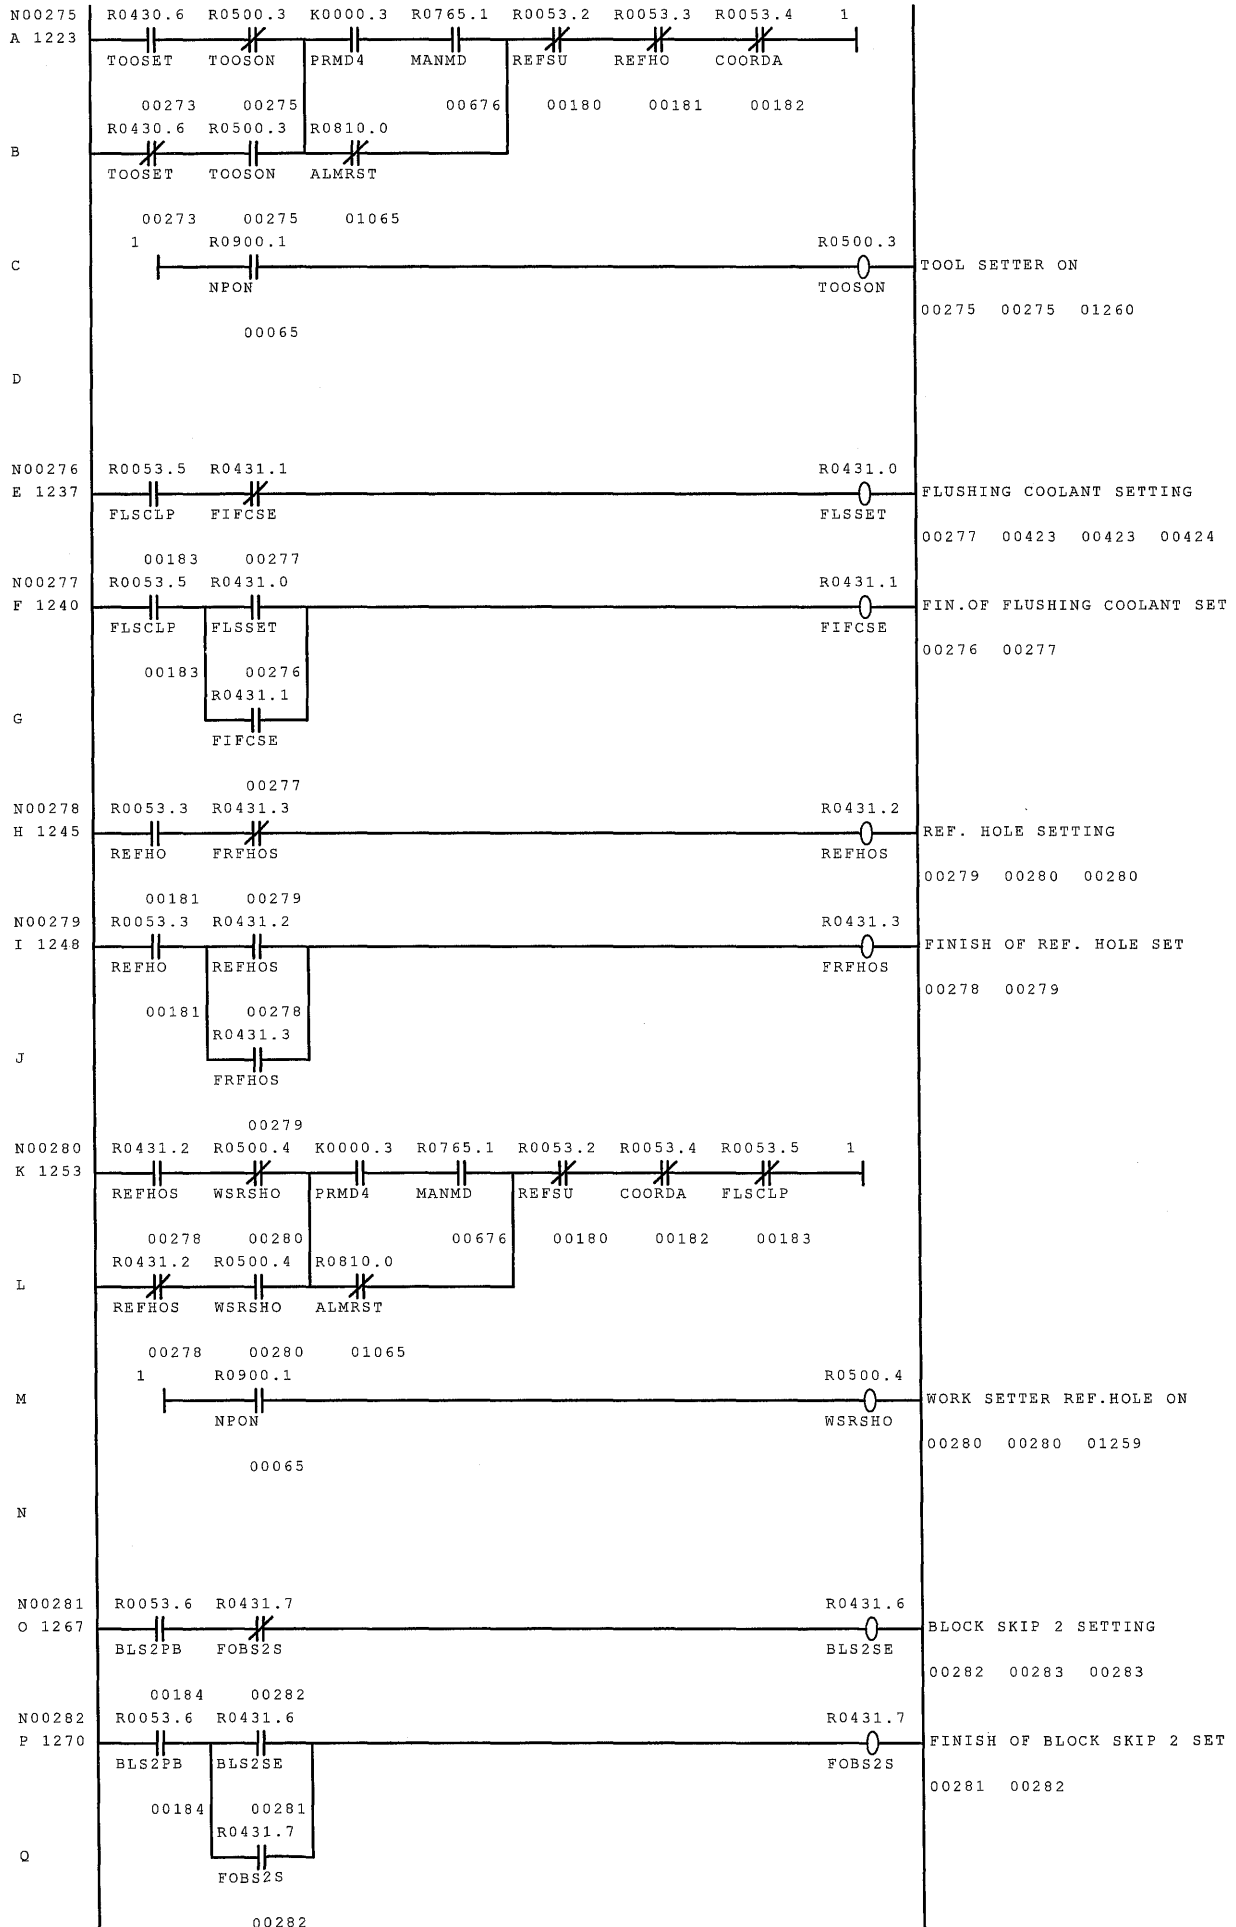 N00275 R0430.6 R0500.3 K0000.3 R0765.1 R0053.2 R0053.3 R0053.4 1
A 1223
TOOSET TOOSON PRMD4 MANMD REFSU REFHO COORDA
00273 00275 00676 00180 00181 00182
R0430.6 R0500.3 R0810.0
B
TOOSET TOOSON ALMRST
00273 00275 01065
1 R0900.1 R0500.3
C TOOL SETTER ON
NPON TOOSON
00275 00275 01260
00065
D
N00276 R0053.5 R0431.1 R0431.0
E 1237 FLUSHING COOLANT SETTING
FLSCLP FIFCSE FLSSET
00277 00423 00423 00424
00183 00277
N00277 R0053.5 R0431.0 R0431.1
F 1240 FIN.OF FLUSHING COOLANT SET
FLSCLP FLSSET FIFCSE
00276 00277
00183 00276
R0431.1
G
FIFCSE
00277
N00278 R0053.3 R0431.3 R0431.2
H 1245 REF. HOLE SETTING
REFHO FRFHOS REFHOS
00279 00280 00280
00181 00279
N00279 R0053.3 R0431.2 R0431.3
I 1248 FINISH OF REF. HOLE SET
REFHO REFHOS FRFHOS
00278 00279
00181 00278
R0431.3
J
FRFHOS
00279
N00280 R0431.2 R0500.4 K0000.3 R0765.1 R0053.2 R0053.4 R0053.5 1
K 1253
REFHOS WSRSHO PRMD4 MANMD REFSU COORDA FLSCLP
00278 00280 00676 00180 00182 00183
R0431.2 R0500.4 R0810.0
L
REFHOS WSRSHO ALMRST
00278 00280 01065
1 R0900.1 R0500.4
M WORK SETTER REF.HOLE ON
NPON WSRSHO
00280 00280 01259
00065
N
N00281 R0053.6 R0431.7 R0431.6
O 1267 BLOCK SKIP 2 SETTING
BLS2PB FOBS2S BLS2SE
00282 00283 00283
00184 00282
N00282 R0053.6 R0431.6 R0431.7
P 1270 FINISH OF BLOCK SKIP 2 SET
BLS2PB BLS2SE FOBS2S
00281 00282
00184 00281
R0431.7
Q
FOBS2S
00282